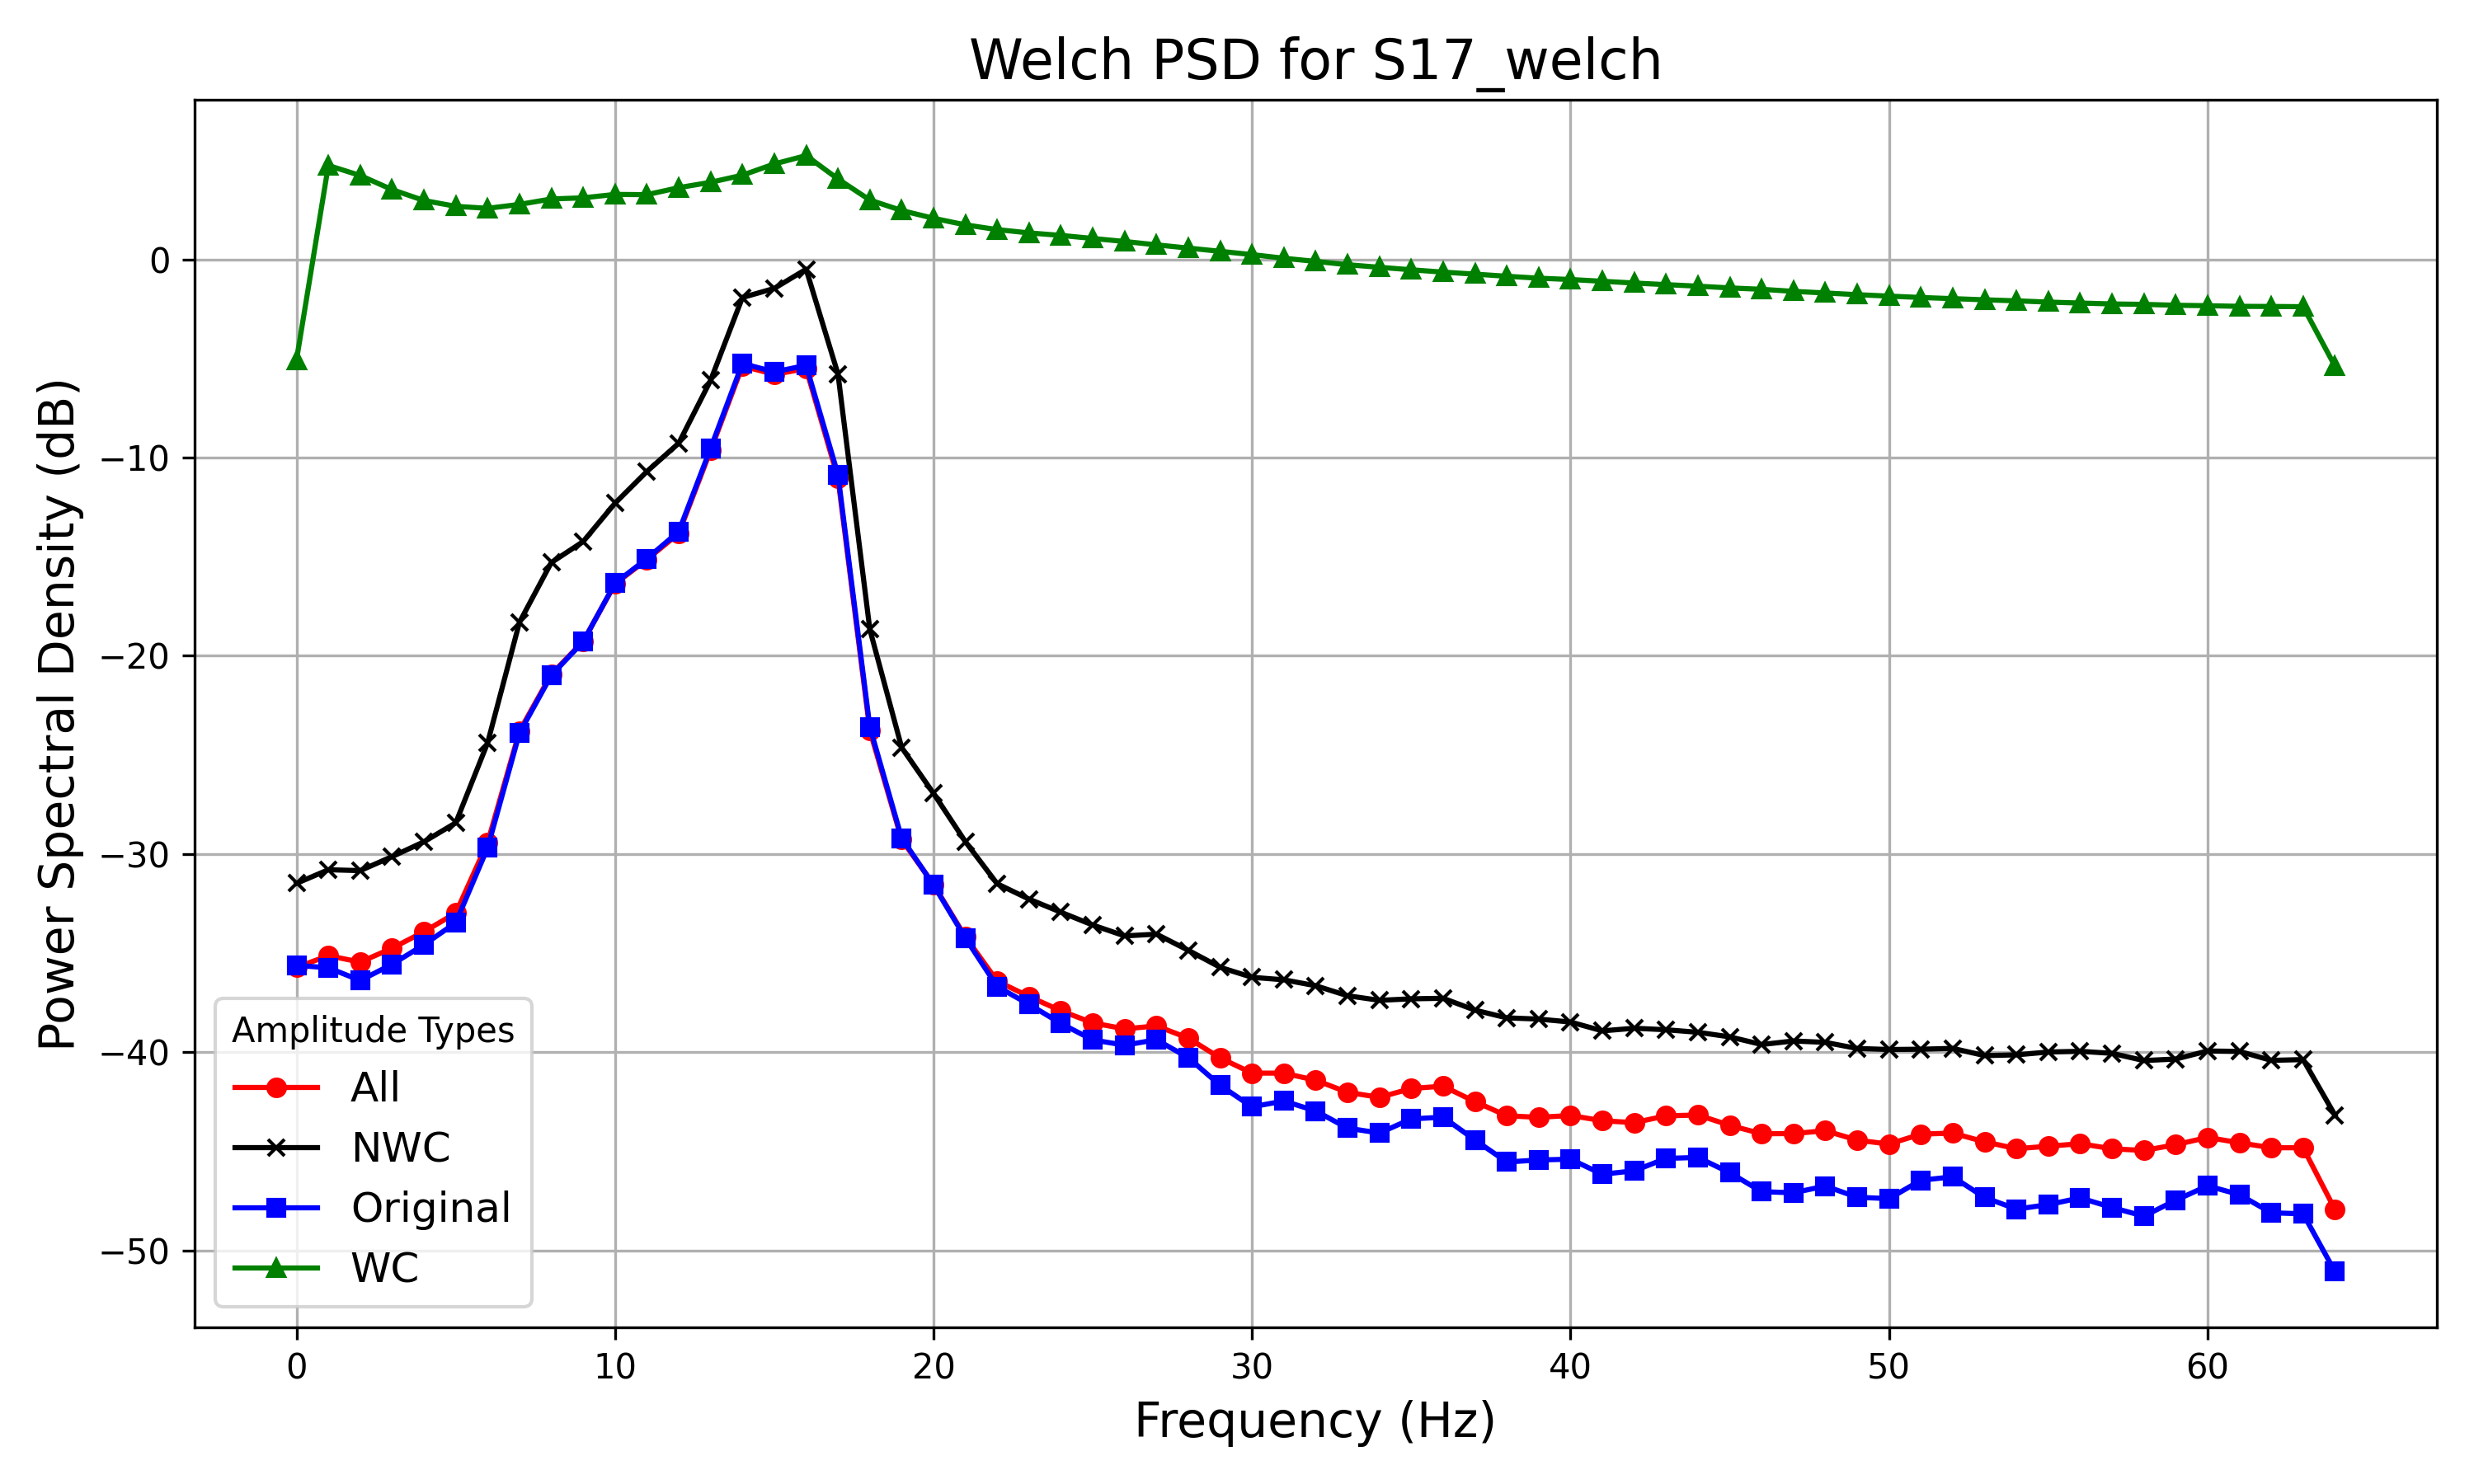 Welch PSD for S17_welch
Power Spectral Density (dB)
0
−10
−20
−30
−40
−50
Amplitude Types
All
NWC
Original
WC
0 10 20 30 40 50 60
Frequency (Hz)